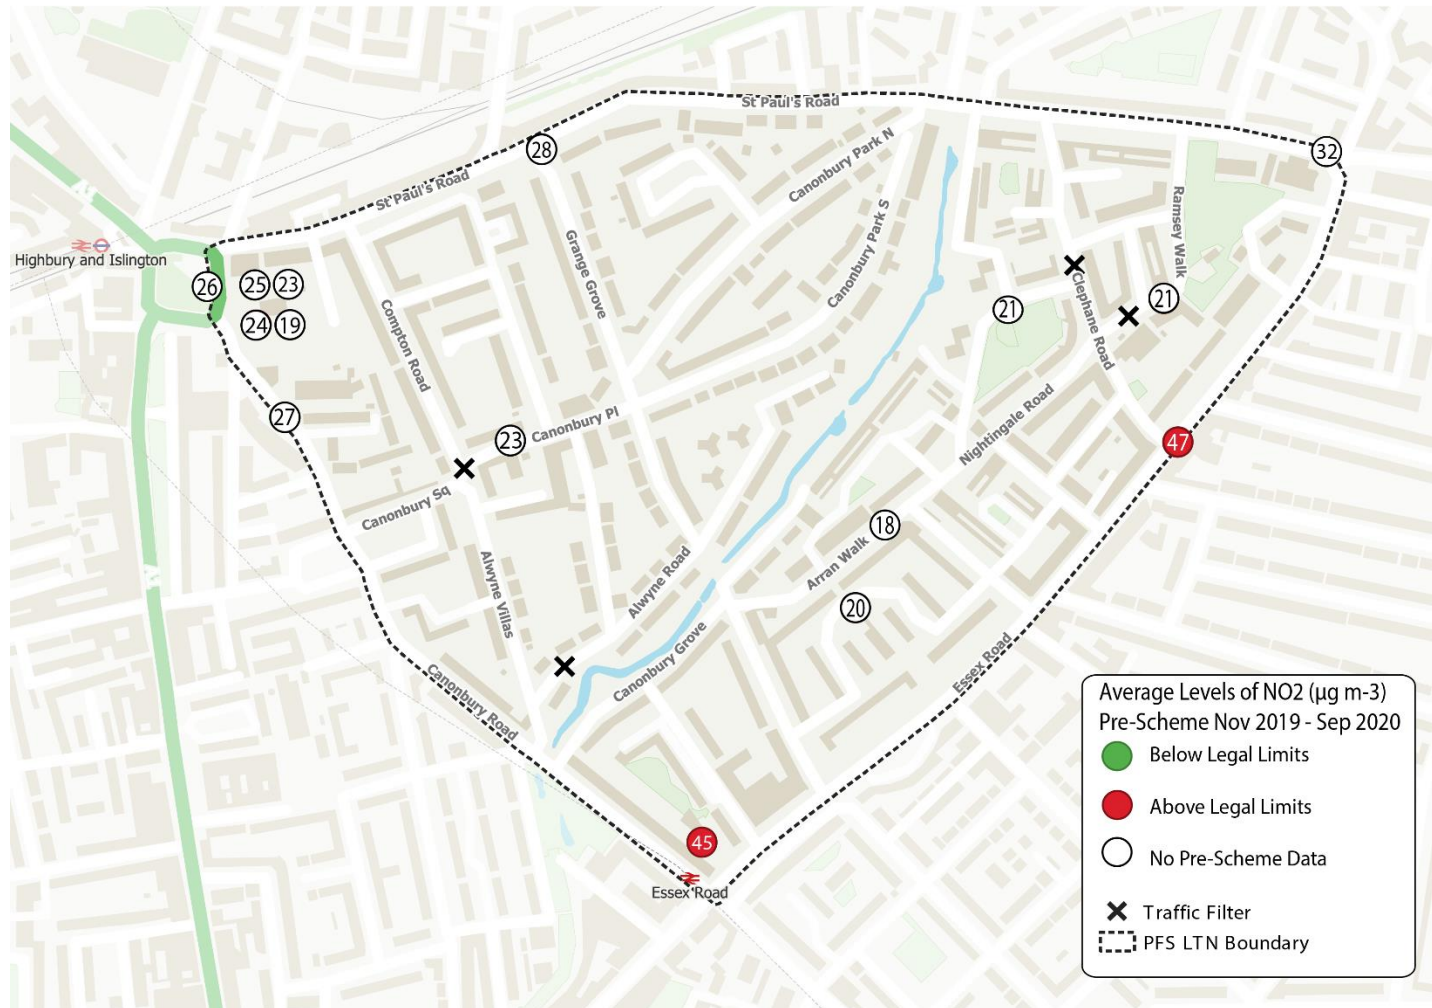 St Paul's Road
32
28
Canonbury Park N
St Paul's Road
Ramsey Walk
Grange Grove
Canonbury Park S
Highbury and Islington
26
25
23
21
21
Clephane Road
24
19
Compton Road
27
Nightingale Road
23
Canonbury Pl
47
Canonbury Sq
18
Arran Walk
Alwyne Villas
Alwyne Road
20
Canonbury Grove
Essex Road
Canonbury Road
45
Essex Road
Average Levels of NO2 (µg m-3)
Pre-Scheme Nov 2019 - Sep 2020
Below Legal Limits
Above Legal Limits
No Pre-Scheme Data
Traffic Filter
PFS LTN Boundary